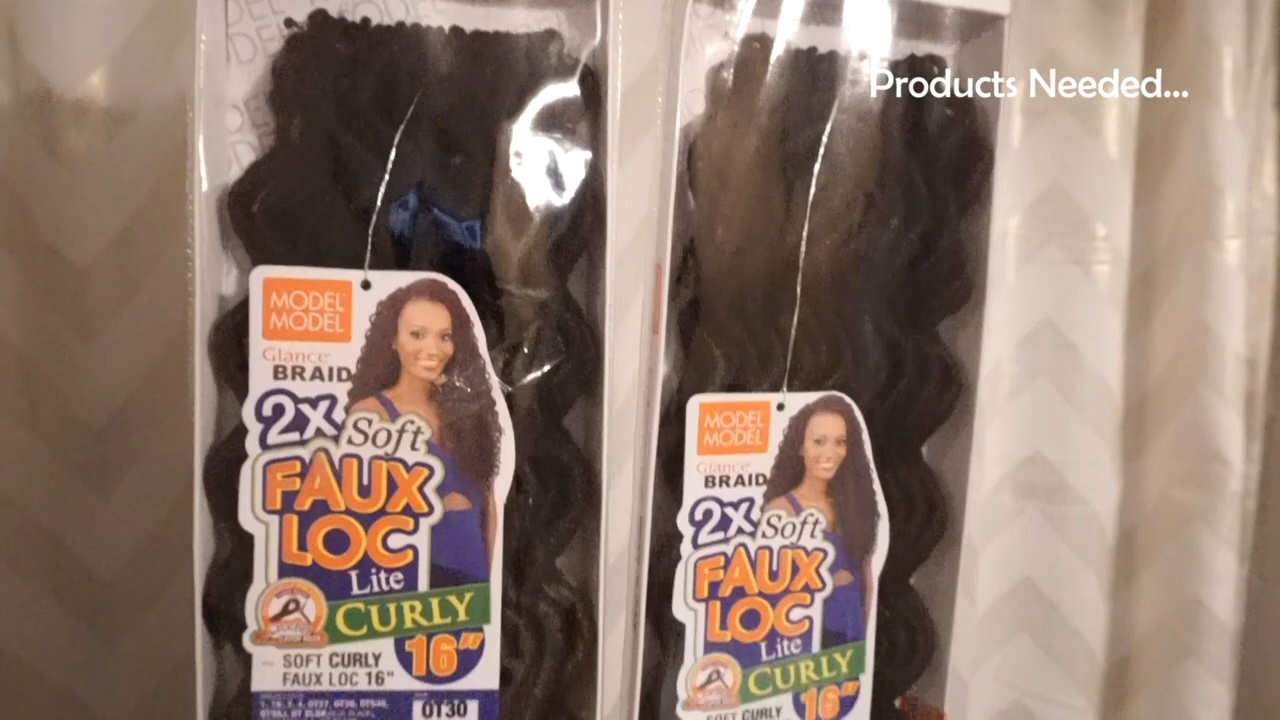 Products Needed...
MODEL
MODEL
Glance
BRAID
2x
Soft
FAUX
LOC
Lite
CURLY
16"
SOFT CURLY
FAUX LOC 16"
OT30
MODEL
MODEL
Glance
BRAID
2x
Soft
FAUX
LOC
Lite
CURLY
16"
SOFT CURLY